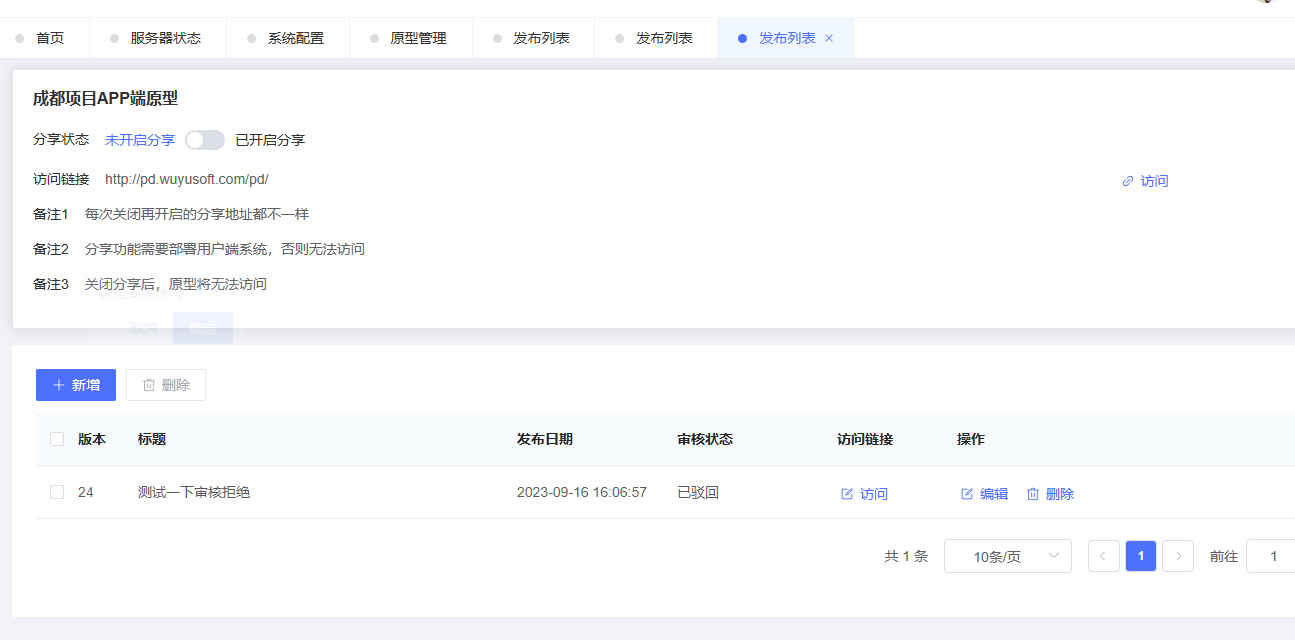 首页 服务器状态 系统配置 原型管理 发布列表 发布列表 发布列表 ×
成都项目APP端原型
分享状态 未开启分享 已开启分享
访问链接 http://pd.wuyusoft.com/pd/ 访问
备注1 每次关闭再开启的分享地址都不一样
备注2 分享功能需要部署用户端系统，否则无法访问
备注3 关闭分享后，原型将无法访问
取消 确定
+ 新增 删除
版本 标题 发布日期 审核状态 访问链接 操作
24 测试一下审核拒绝 2023-09-16 16:06:57 已驳回 访问 编辑 删除
共 1 条 10条/页 < 1 > 前往 1